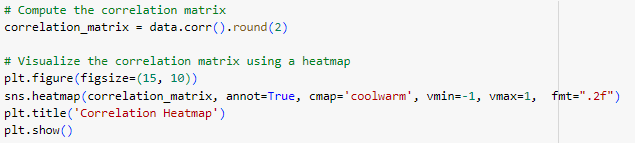 # Compute the correlation matrix
correlation_matrix = data.corr().round(2)
# Visualize the correlation matrix using a heatmap
plt.figure(figsize=(15, 10))
sns.heatmap(correlation_matrix, annot=True, cmap='coolwarm', vmin=-1, vmax=1,  fmt=".2f")
plt.title('Correlation Heatmap')
plt.show()